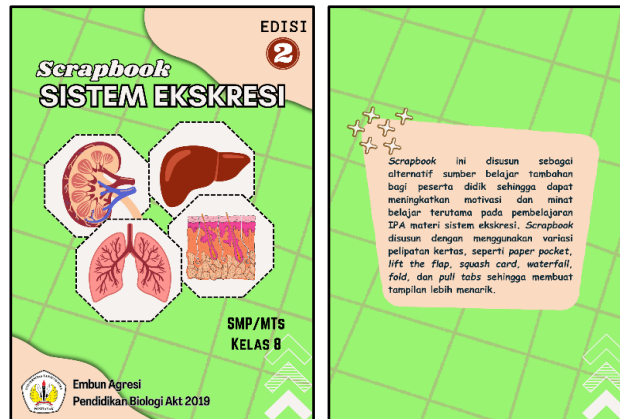 EDISI
2
Scrapbook
SISTEM EKSKRESI
SMP/MTs
KELAS 8
Embun Agresi
Pendidikan Biologi Akt 2019
Scrapbook ini disusun sebagai
alternatif sumber belajar tambahan
bagi peserta didik sehingga dapat
meningkatkan motivasi dan minat
belajar terutama pada pembelajaran
IPA materi sistem ekskresi. Scrapbook
disusun dengan menggunakan variasi
pelipatan kertas, seperti paper pocket,
lift the flap, squash card, waterfall,
fold, dan pull tabs sehingga membuat
tampilan lebih menarik.